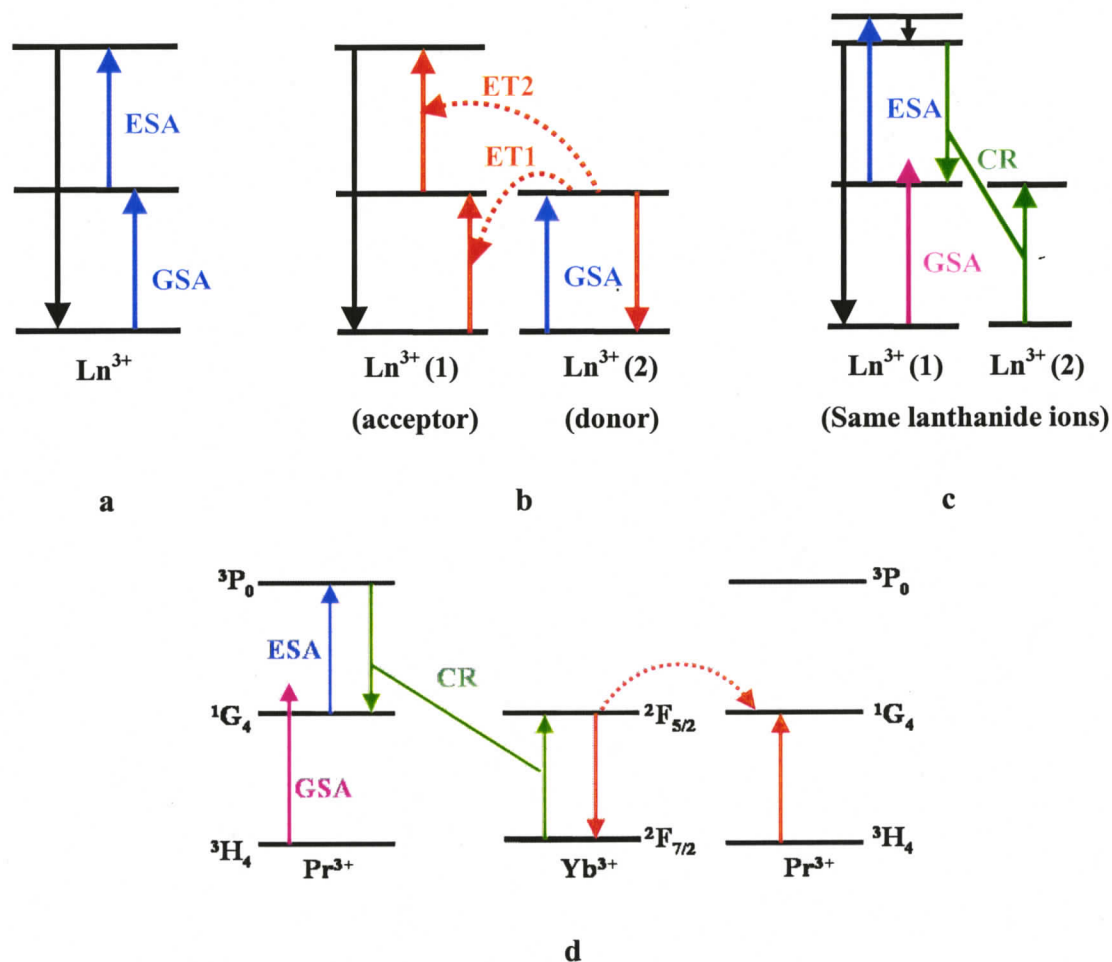 ESA
GSA
Ln³⁺
a
ET2
ET1
GSA
Ln³⁺ (1)
Ln³⁺ (2)
(acceptor)
(donor)
b
ESA
CR
GSA
Ln³⁺ (1)
Ln³⁺ (2)
(Same lanthanide ions)
c
³P₀
ESA
CR
¹G₄
GSA
³H₄
Pr³⁺
²F₅/₂
²F₇/₂
Yb³⁺
³P₀
¹G₄
³H₄
Pr³⁺
d